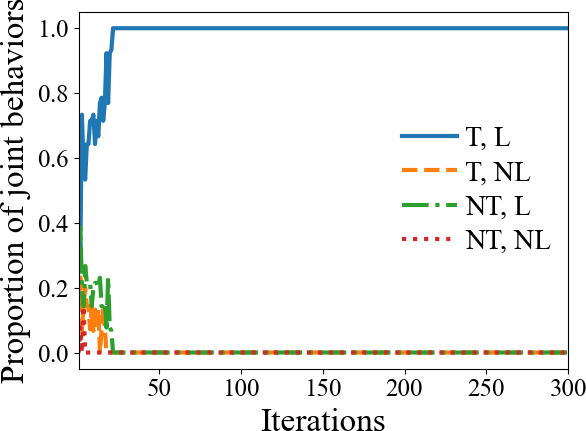 Proportion of joint behaviors
1.0
0.8
0.6
0.4
0.2
0.0
T, L
T, NL
NT, L
NT, NL
50 100 150 200 250 300
Iterations